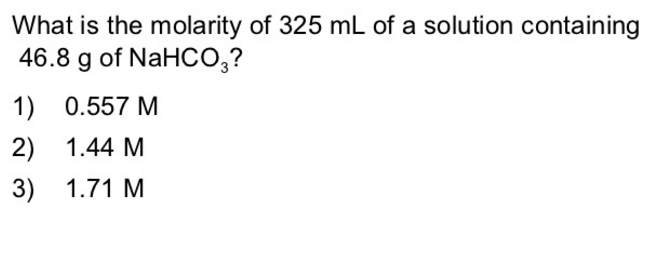 What is the molarity of 325 mL of a solution containing
46.8 g of NaHCO₃?
1) 0.557 M
2) 1.44 M
3) 1.71 M